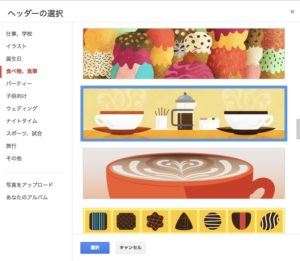 ヘッダーの選択
×
仕事、学校
イラスト
誕生日
食べ物、食事
パーティー
子供向け
ウェディング
ナイトタイム
スポーツ、試合
旅行
その他
写真をアップロード
あなたのアルバム
選択
キャンセル